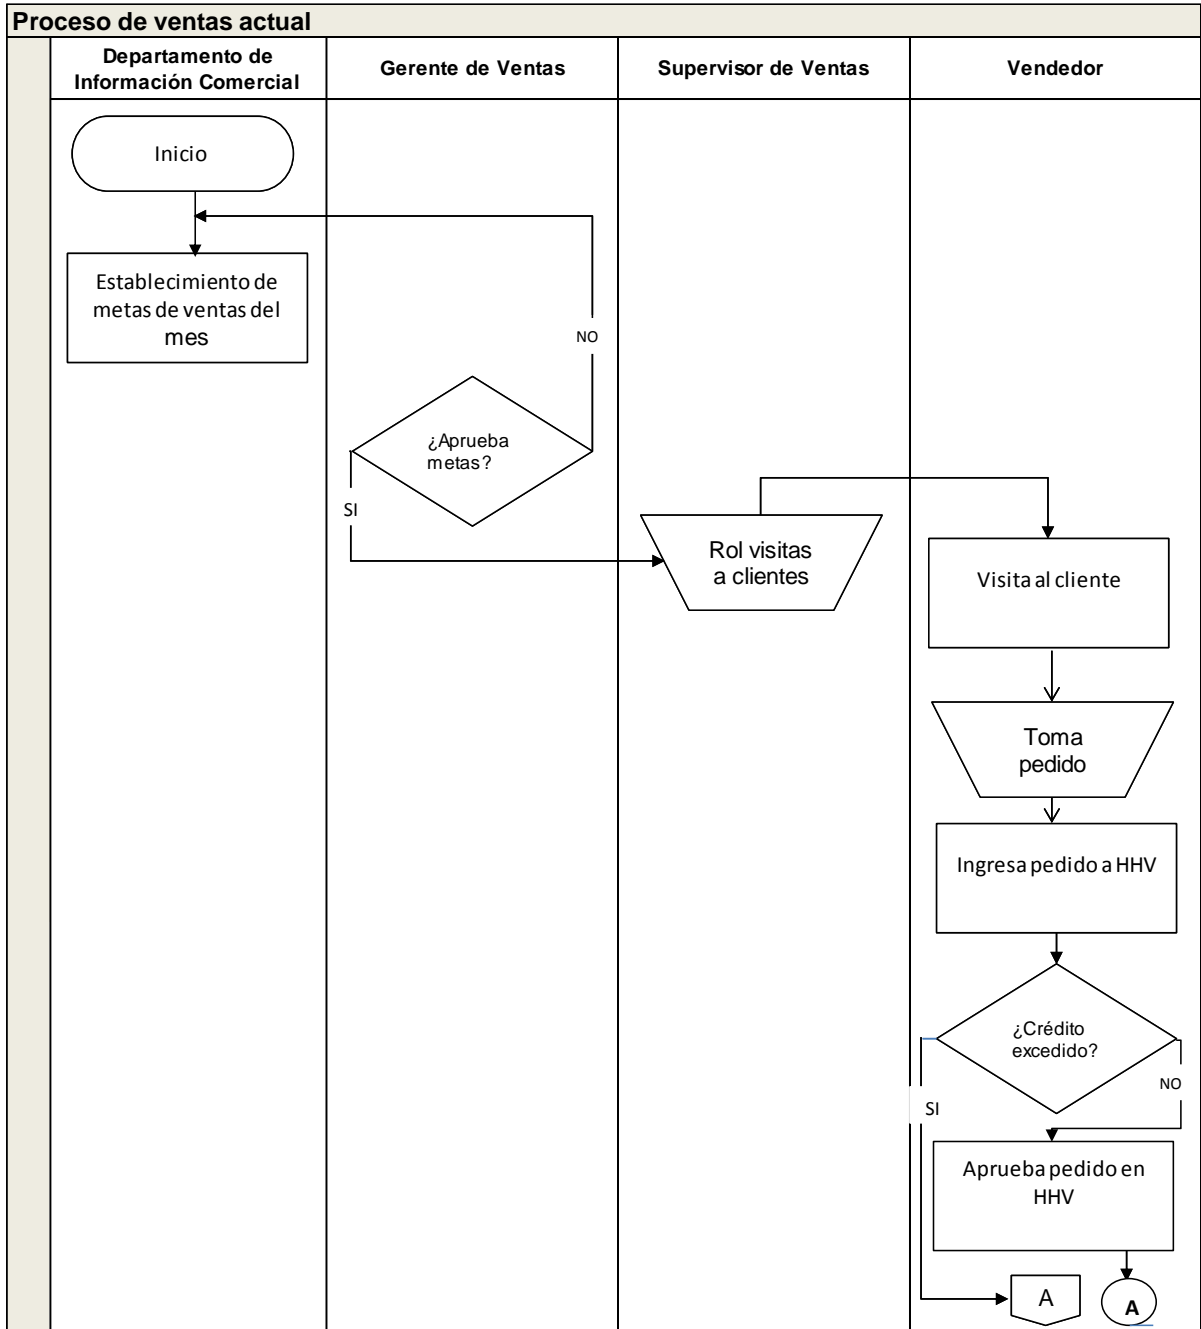 Proceso de ventas actual
Departamento de
Información Comercial
Gerente de Ventas
Supervisor de Ventas
Vendedor
Inicio
Establecimiento de
metas de ventas del
mes
NO
¿Aprueba
metas?
SI
Rol visitas
a clientes
Visita al cliente
Toma
pedido
Ingresa pedido a HHV
¿Crédito
excedido?
NO
SI
Aprueba pedido en
HHV
A
A